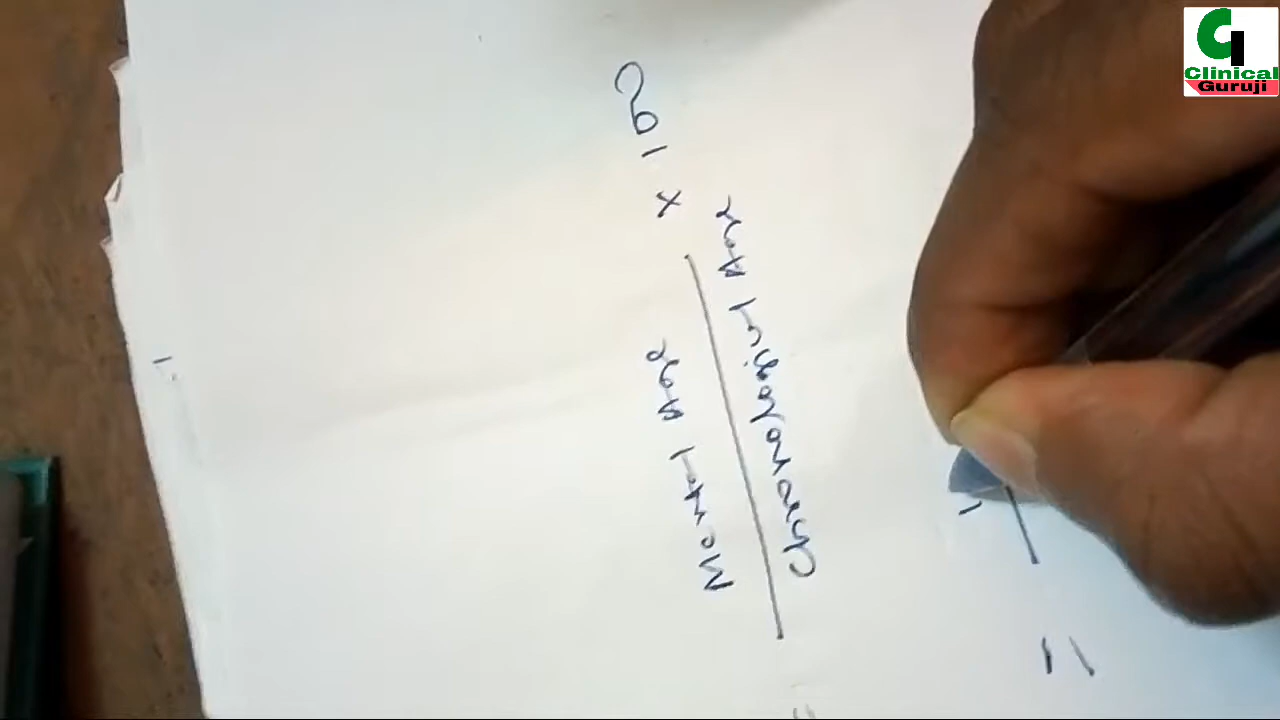 Mental Age
Chronological Age
x 100
=
Clinical
Guruji